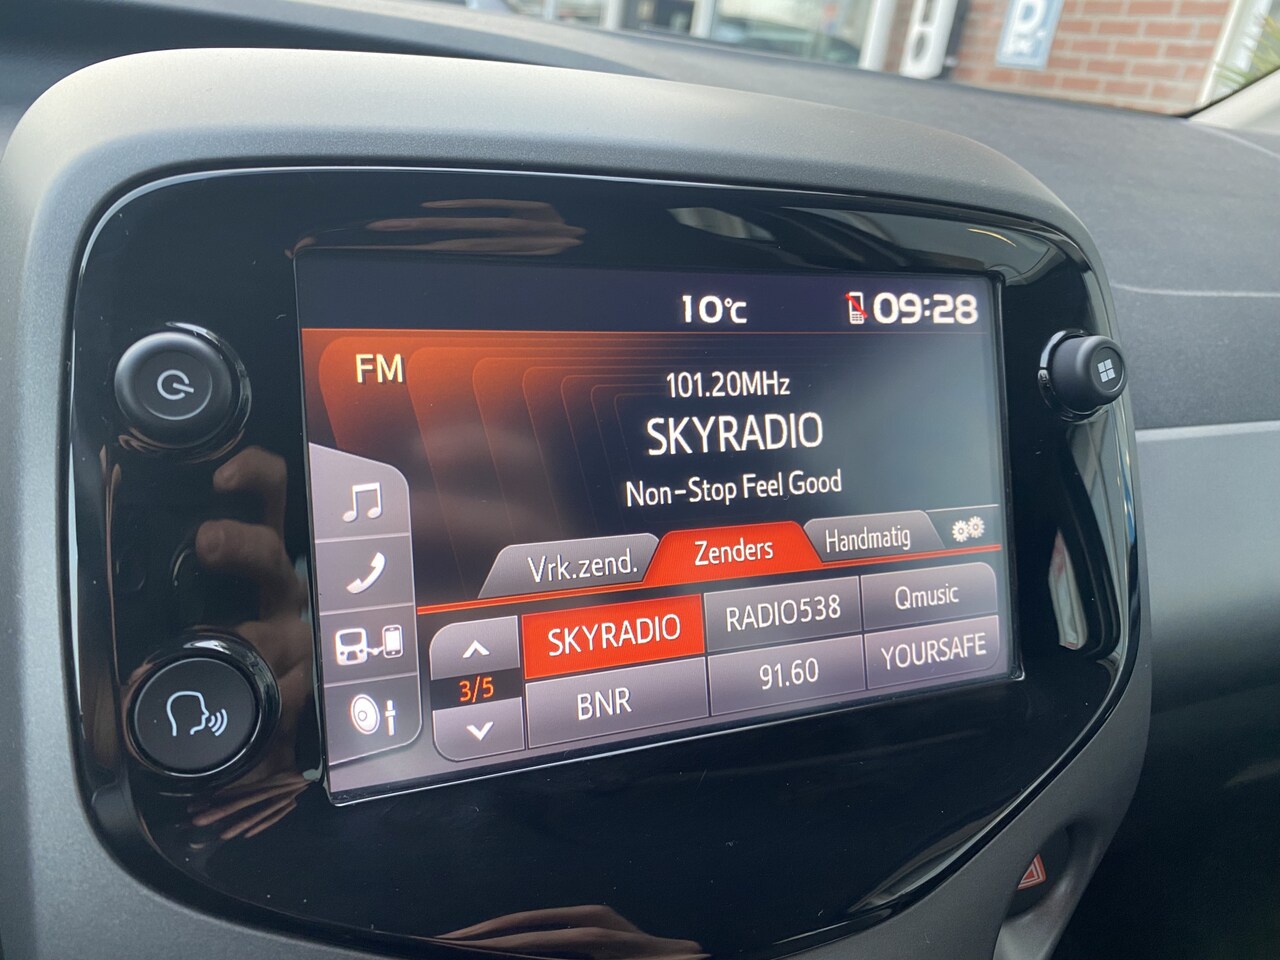 10°C
09:28
FM
101.20MHz
SKYRADIO
Non-Stop Feel Good
Vrk.zend.
Zenders
Handmatig
3/5
SKYRADIO
RADIO538
Qmusic
BNR
91.60
YOURSAFE